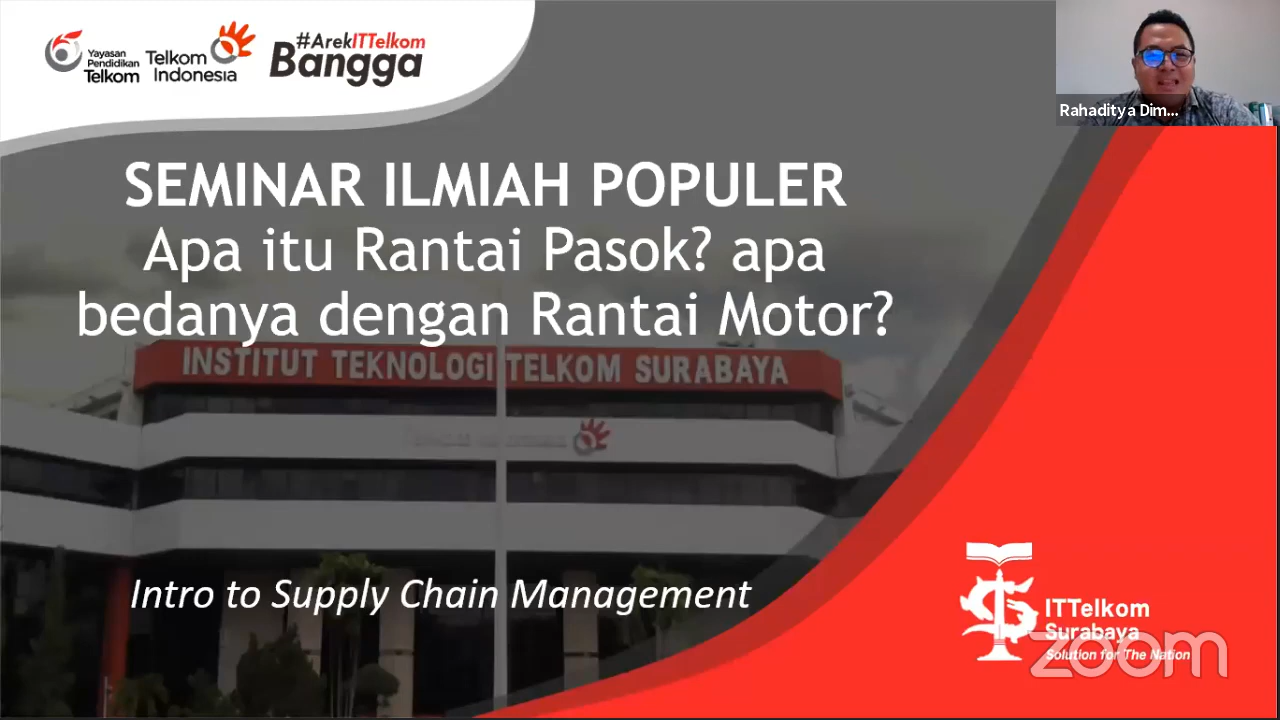 Yayasan
Pendidikan
Telkom
Telkom
Indonesia
#ArekITTelkom
Bangga
Rahaditya Dim...
SEMINAR ILMIAH POPULER
Apa itu Rantai Pasok? apa
bedanya dengan Rantai Motor?
INSTITUT TEKNOLOGI TELKOM SURABAYA
Intro to Supply Chain Management
ITTelkom
Surabaya
Solution for The Nation
zoom